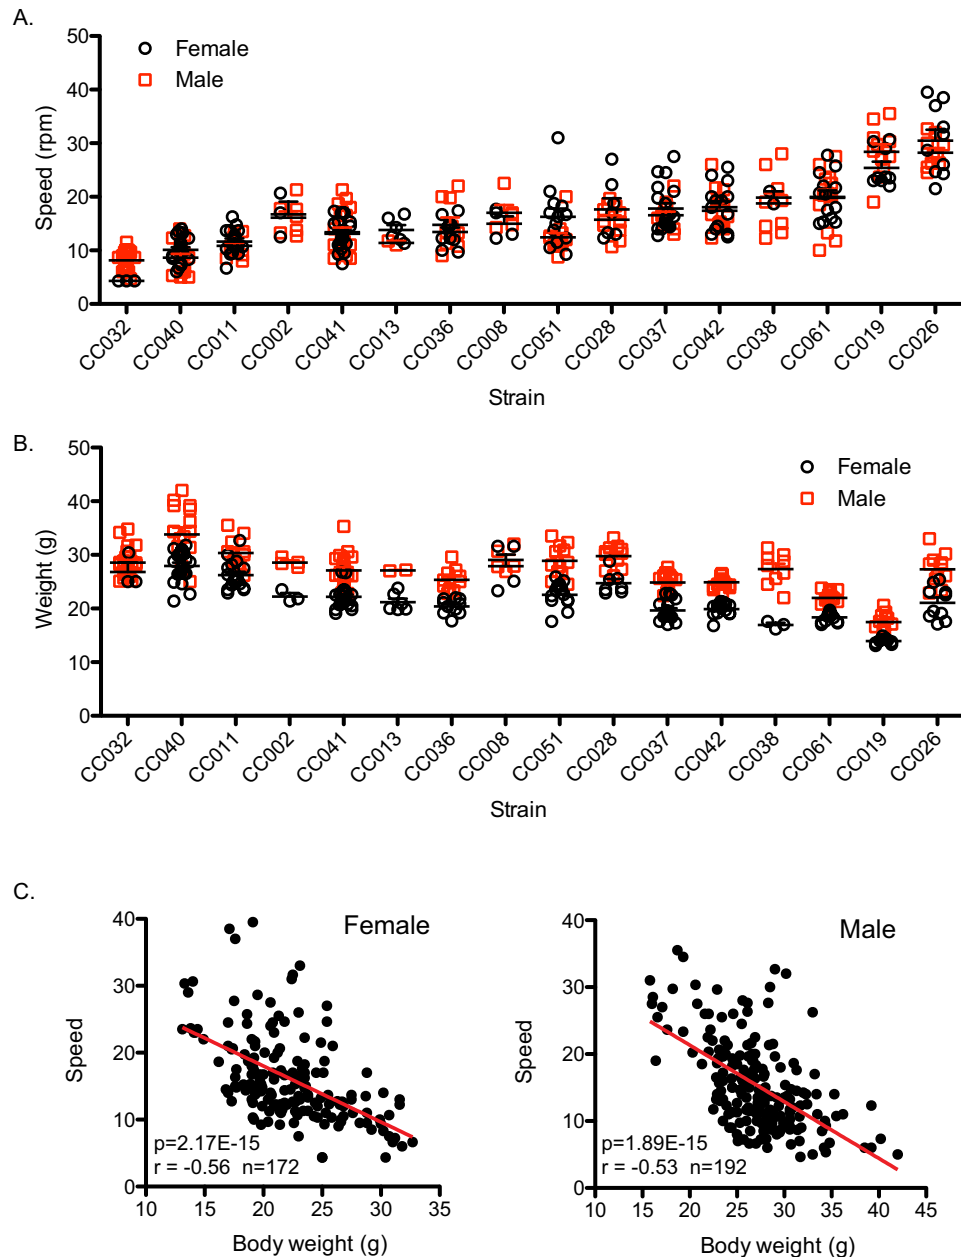 A.
50
40
30
20
10
0
Speed (rpm)
Female
Male
CC032
CC040
CC011
CC002
CC041
CC013
CC036
CC008
CC051
CC028
CC037
CC042
CC038
CC061
CC019
CC026
Strain
B.
50
40
30
20
10
0
Weight (g)
Female
Male
CC032
CC040
CC011
CC002
CC041
CC013
CC036
CC008
CC051
CC028
CC037
CC042
CC038
CC061
CC019
CC026
Strain
C.
Female
40
30
20
10
0
Speed
p=2.17E-15
r = -0.56 n=172
10 15 20 25 30 35
Body weight (g)
Male
40
30
20
10
0
Speed
p=1.89E-15
r = -0.53 n=192
10 15 20 25 30 35 40 45
Body weight (g)